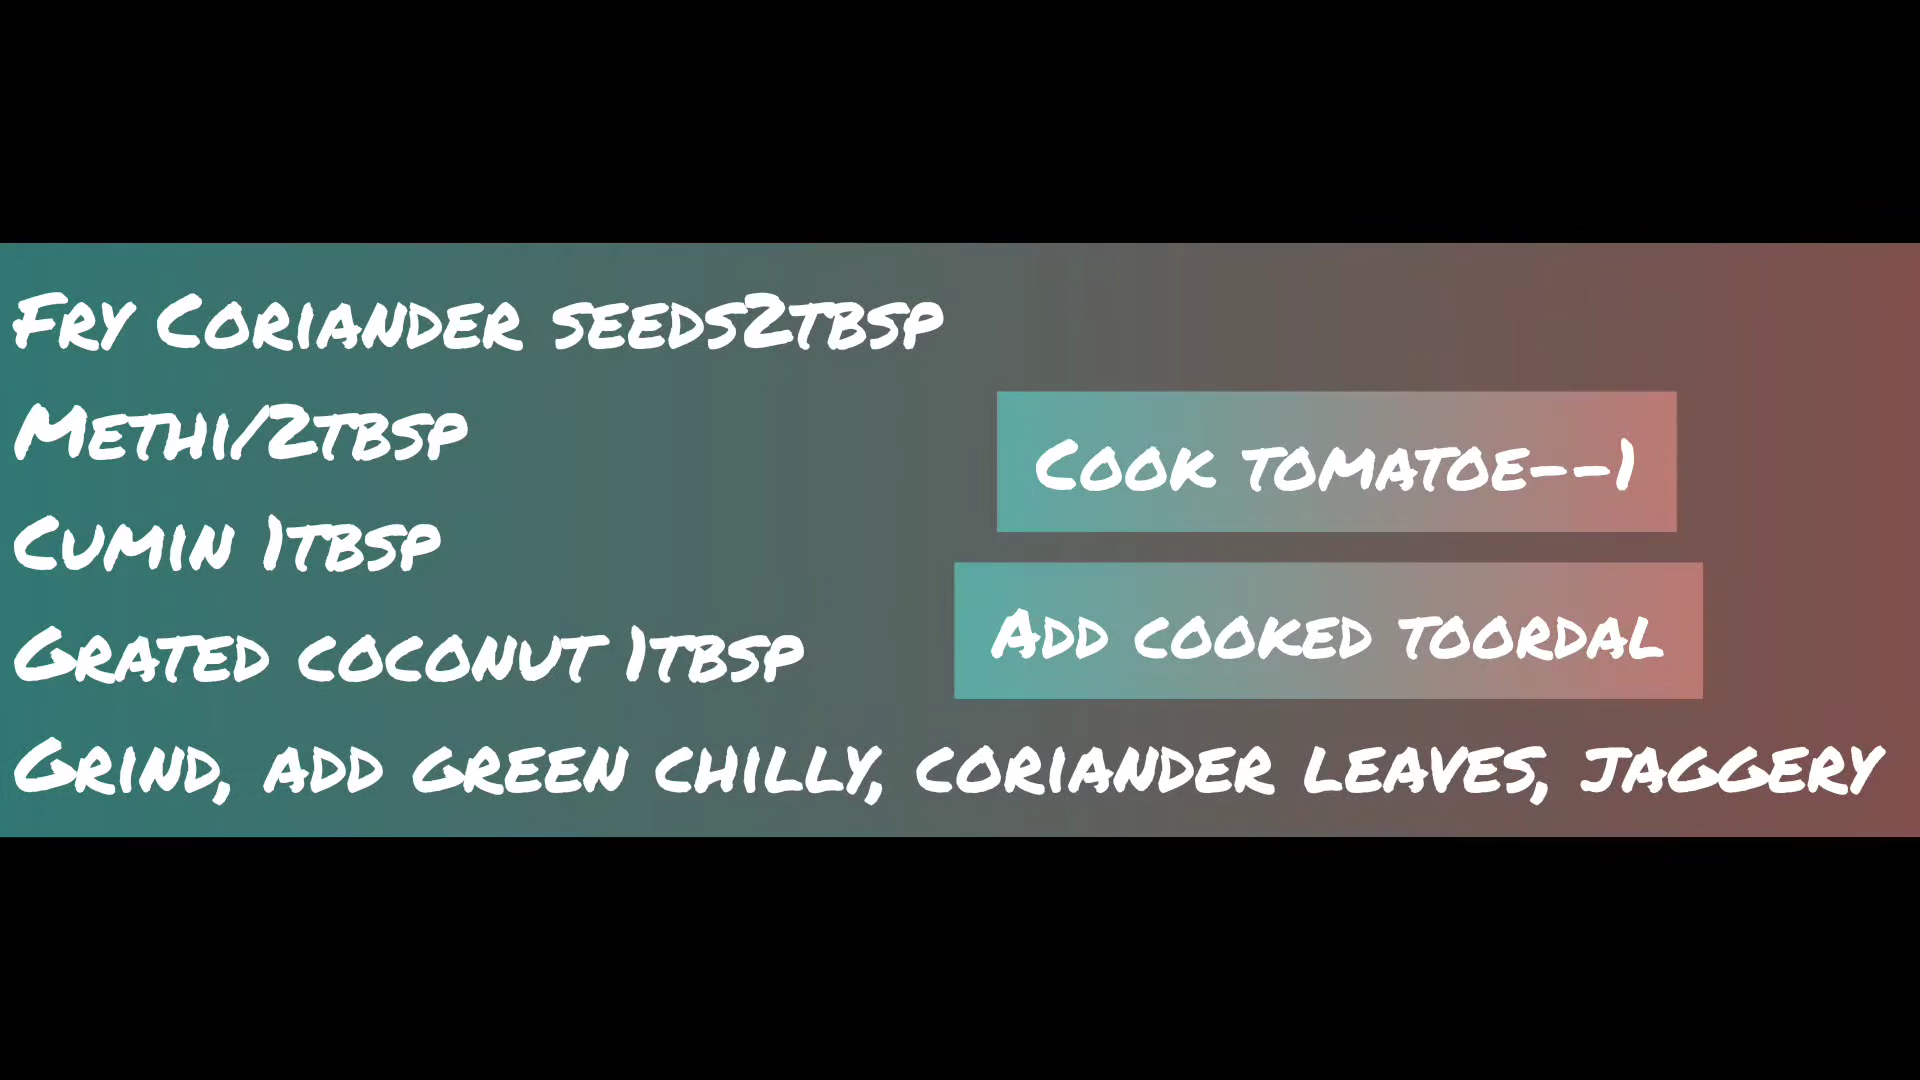 Fry Coriander seeds2tbsp
Methi/2tbsp
Cumin 1tbsp
Grated coconut 1tbsp
Grind, add green chilly, coriander leaves, jaggery
Cook tomatoe--1
Add cooked toordal